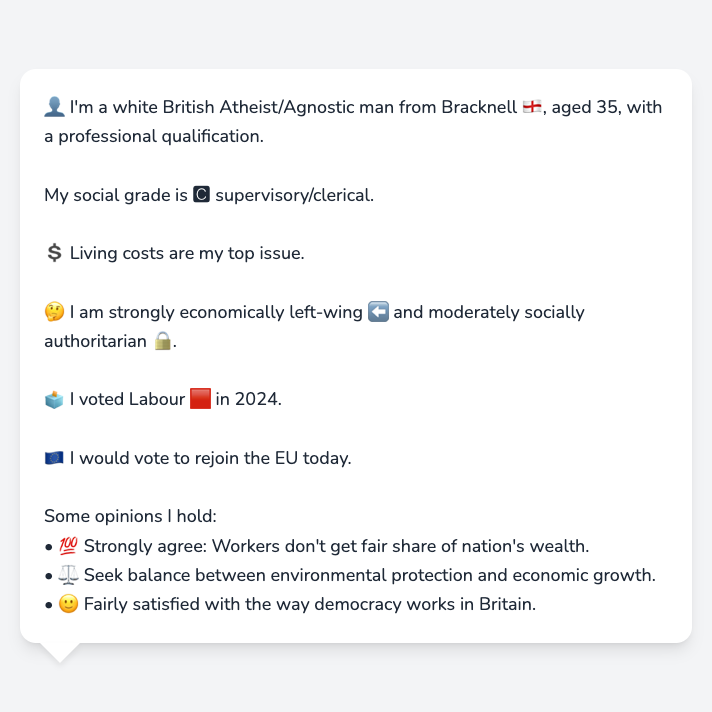 👤 I'm a white British Atheist/Agnostic man from Bracknell 🏴󠁧󠁢󠁥󠁮󠁧󠁿, aged 35, with
a professional qualification.
My social grade is 🅲 supervisory/clerical.
💲 Living costs are my top issue.
🤔 I am strongly economically left-wing ⬅️ and moderately socially
authoritarian 🔒.
🗳️ I voted Labour 🟥 in 2024.
🇪🇺 I would vote to rejoin the EU today.
Some opinions I hold:
• 💯 Strongly agree: Workers don't get fair share of nation's wealth.
• ⚖️ Seek balance between environmental protection and economic growth.
• 🙂 Fairly satisfied with the way democracy works in Britain.